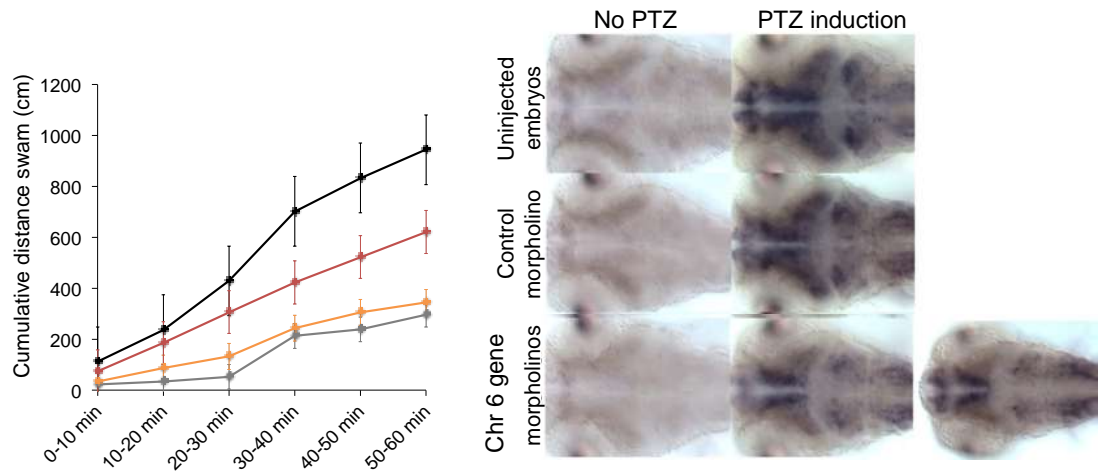 Cumulative distance swam (cm)
1200
1000
800
600
400
200
0
0-10 min
10-20 min
20-30 min
30-40 min
40-50 min
50-60 min
No PTZ
PTZ induction
Uninjected
embryos
Control
morpholino
Chr 6 gene
morpholinos